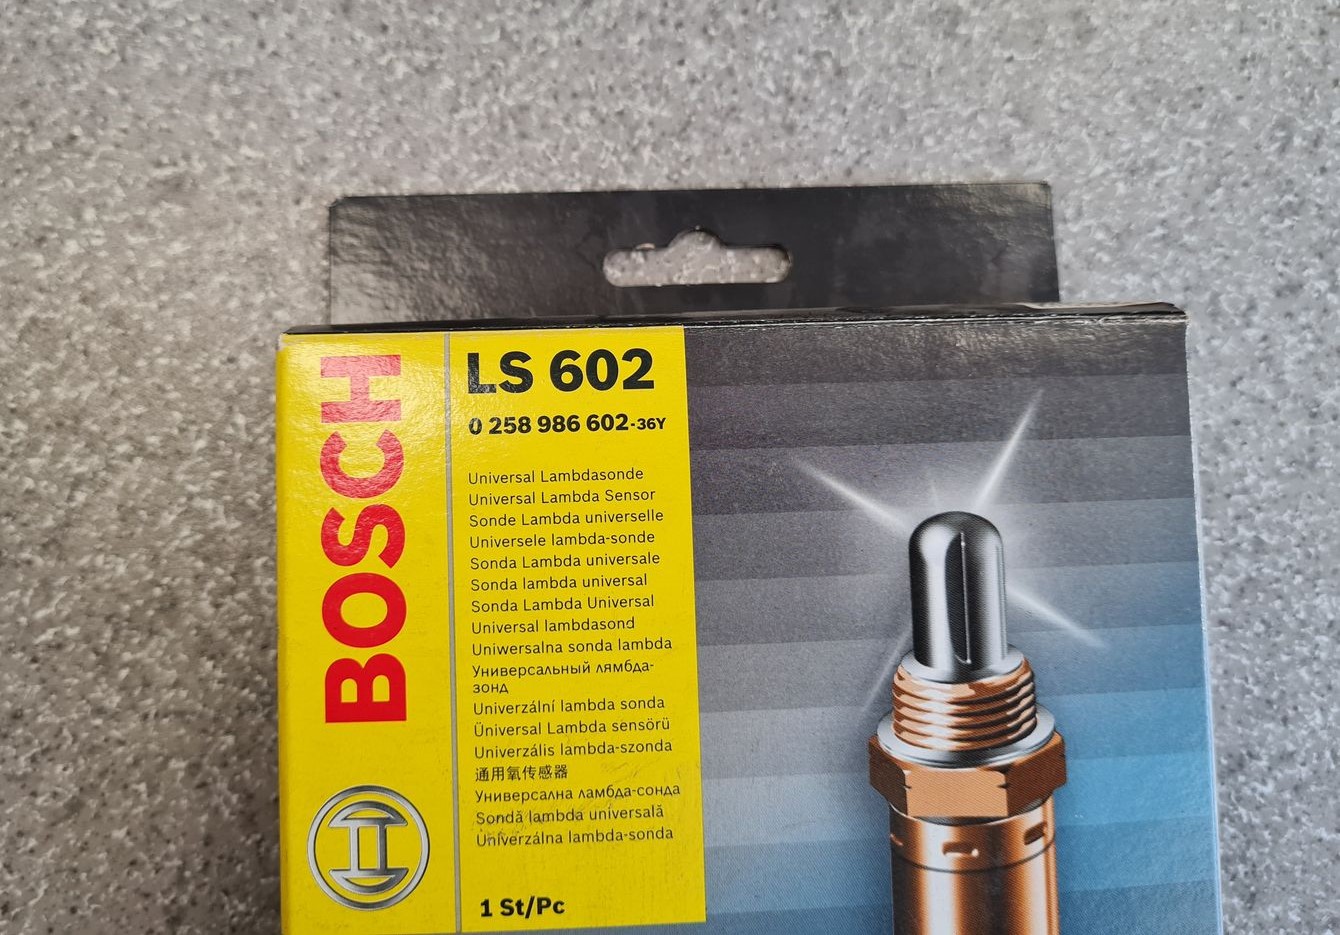 BOSCH
LS 602
0 258 986 602-36Y
Universal Lambdasonde
Universal Lambda Sensor
Sonde Lambda universelle
Universele lambda-sonde
Sonda Lambda universale
Sonda lambda universal
Sonda Lambda Universal
Universal lambdasond
Uniwersalna sonda lambda
Универсальный лямбда-
зонд
Univerzální lambda sonda
Üniversal Lambda sensörü
Univerzális lambda-szonda
通用氧传感器
Универсална ламбда-сонда
Sondă lambda universală
Univerzálna lambda-sonda
1 St/Pc